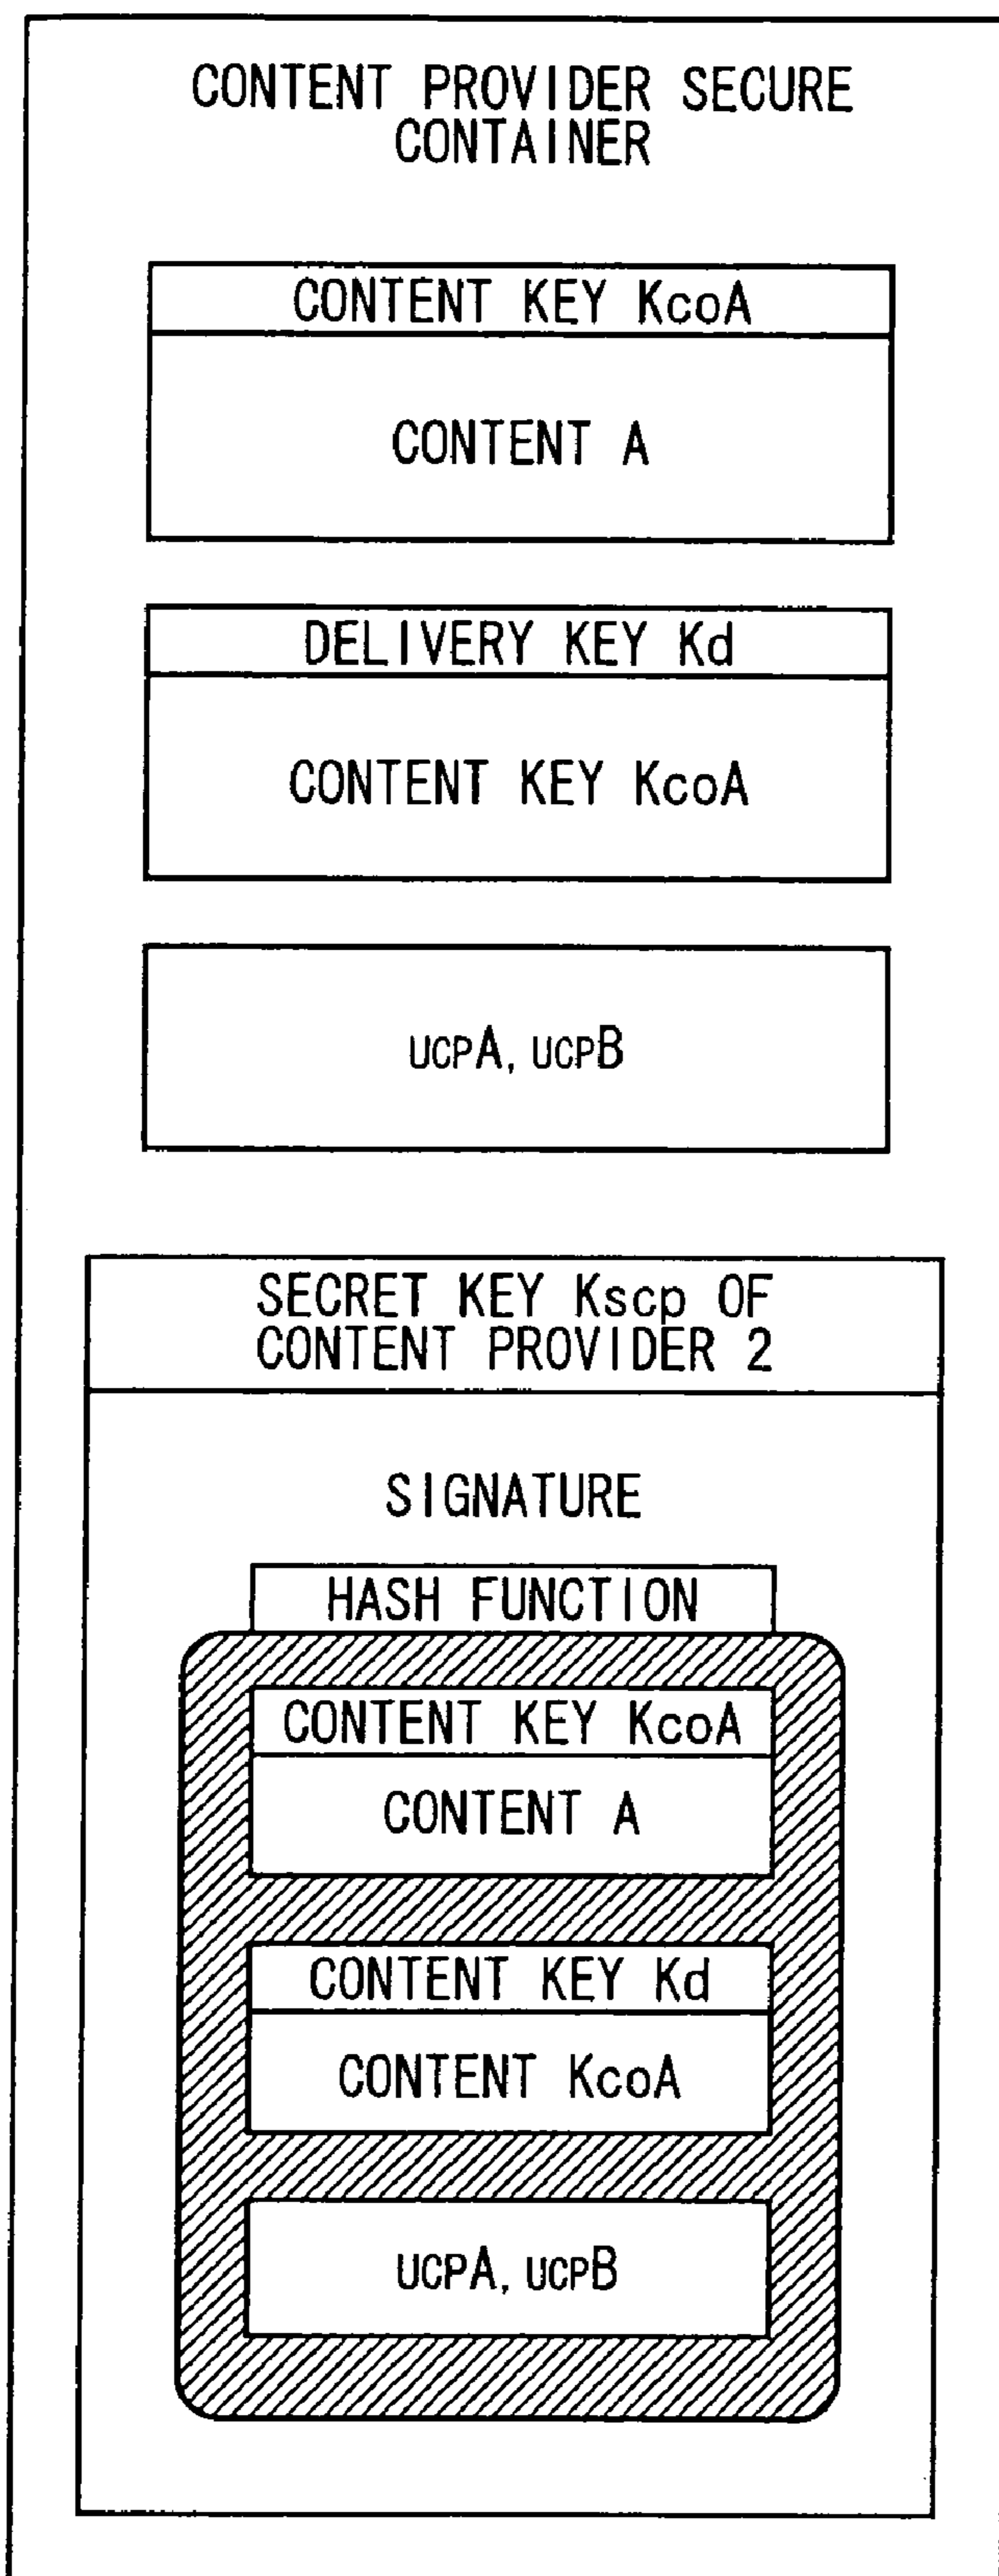 CONTENT PROVIDER SECURE
CONTAINER
CONTENT KEY KcoA
CONTENT A
DELIVERY KEY Kd
CONTENT KEY KcoA
UCPA, UCPB
SECRET KEY Kscp OF
CONTENT PROVIDER 2
SIGNATURE
HASH FUNCTION
CONTENT KEY KcoA
CONTENT A
CONTENT KEY Kd
CONTENT KcoA
UCPA, UCPB